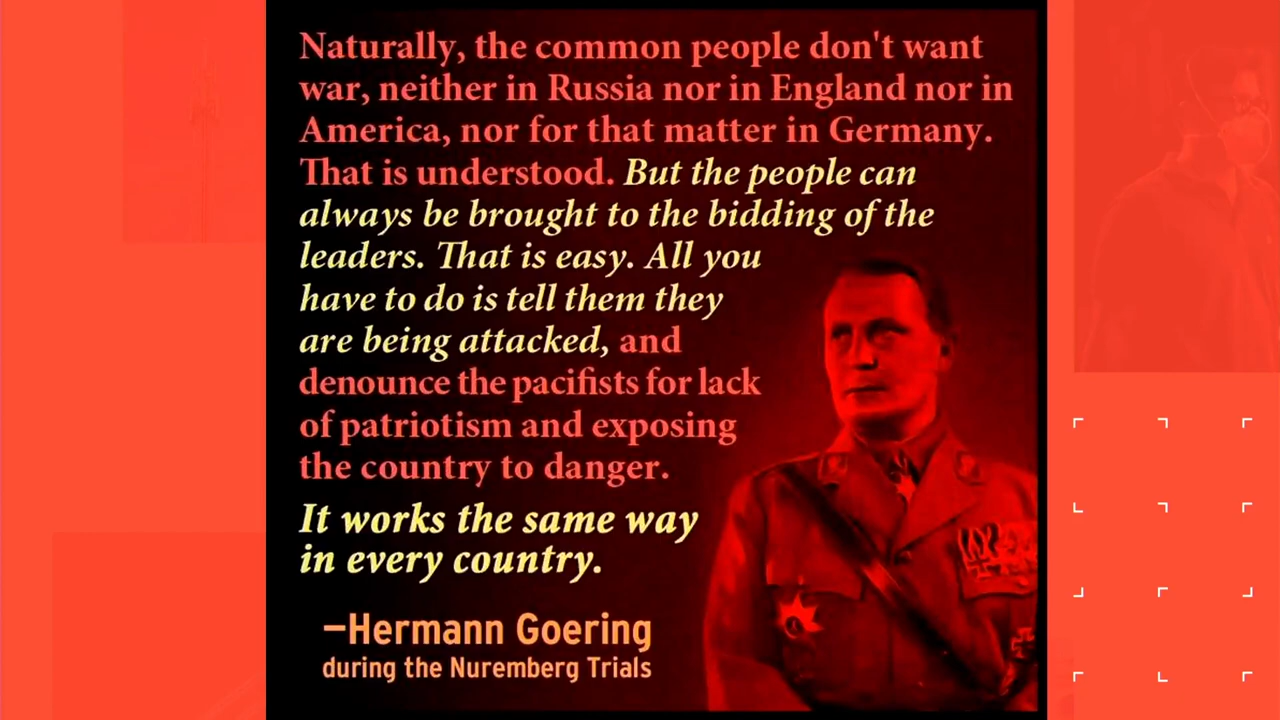 Naturally, the common people don't want
war, neither in Russia nor in England nor in
America, nor for that matter in Germany.
That is understood. But the people can
always be brought to the bidding of the
leaders. That is easy. All you
have to do is tell them they
are being attacked, and
denounce the pacifists for lack
of patriotism and exposing
the country to danger.
It works the same way
in every country.
–Hermann Goering
during the Nuremberg Trials